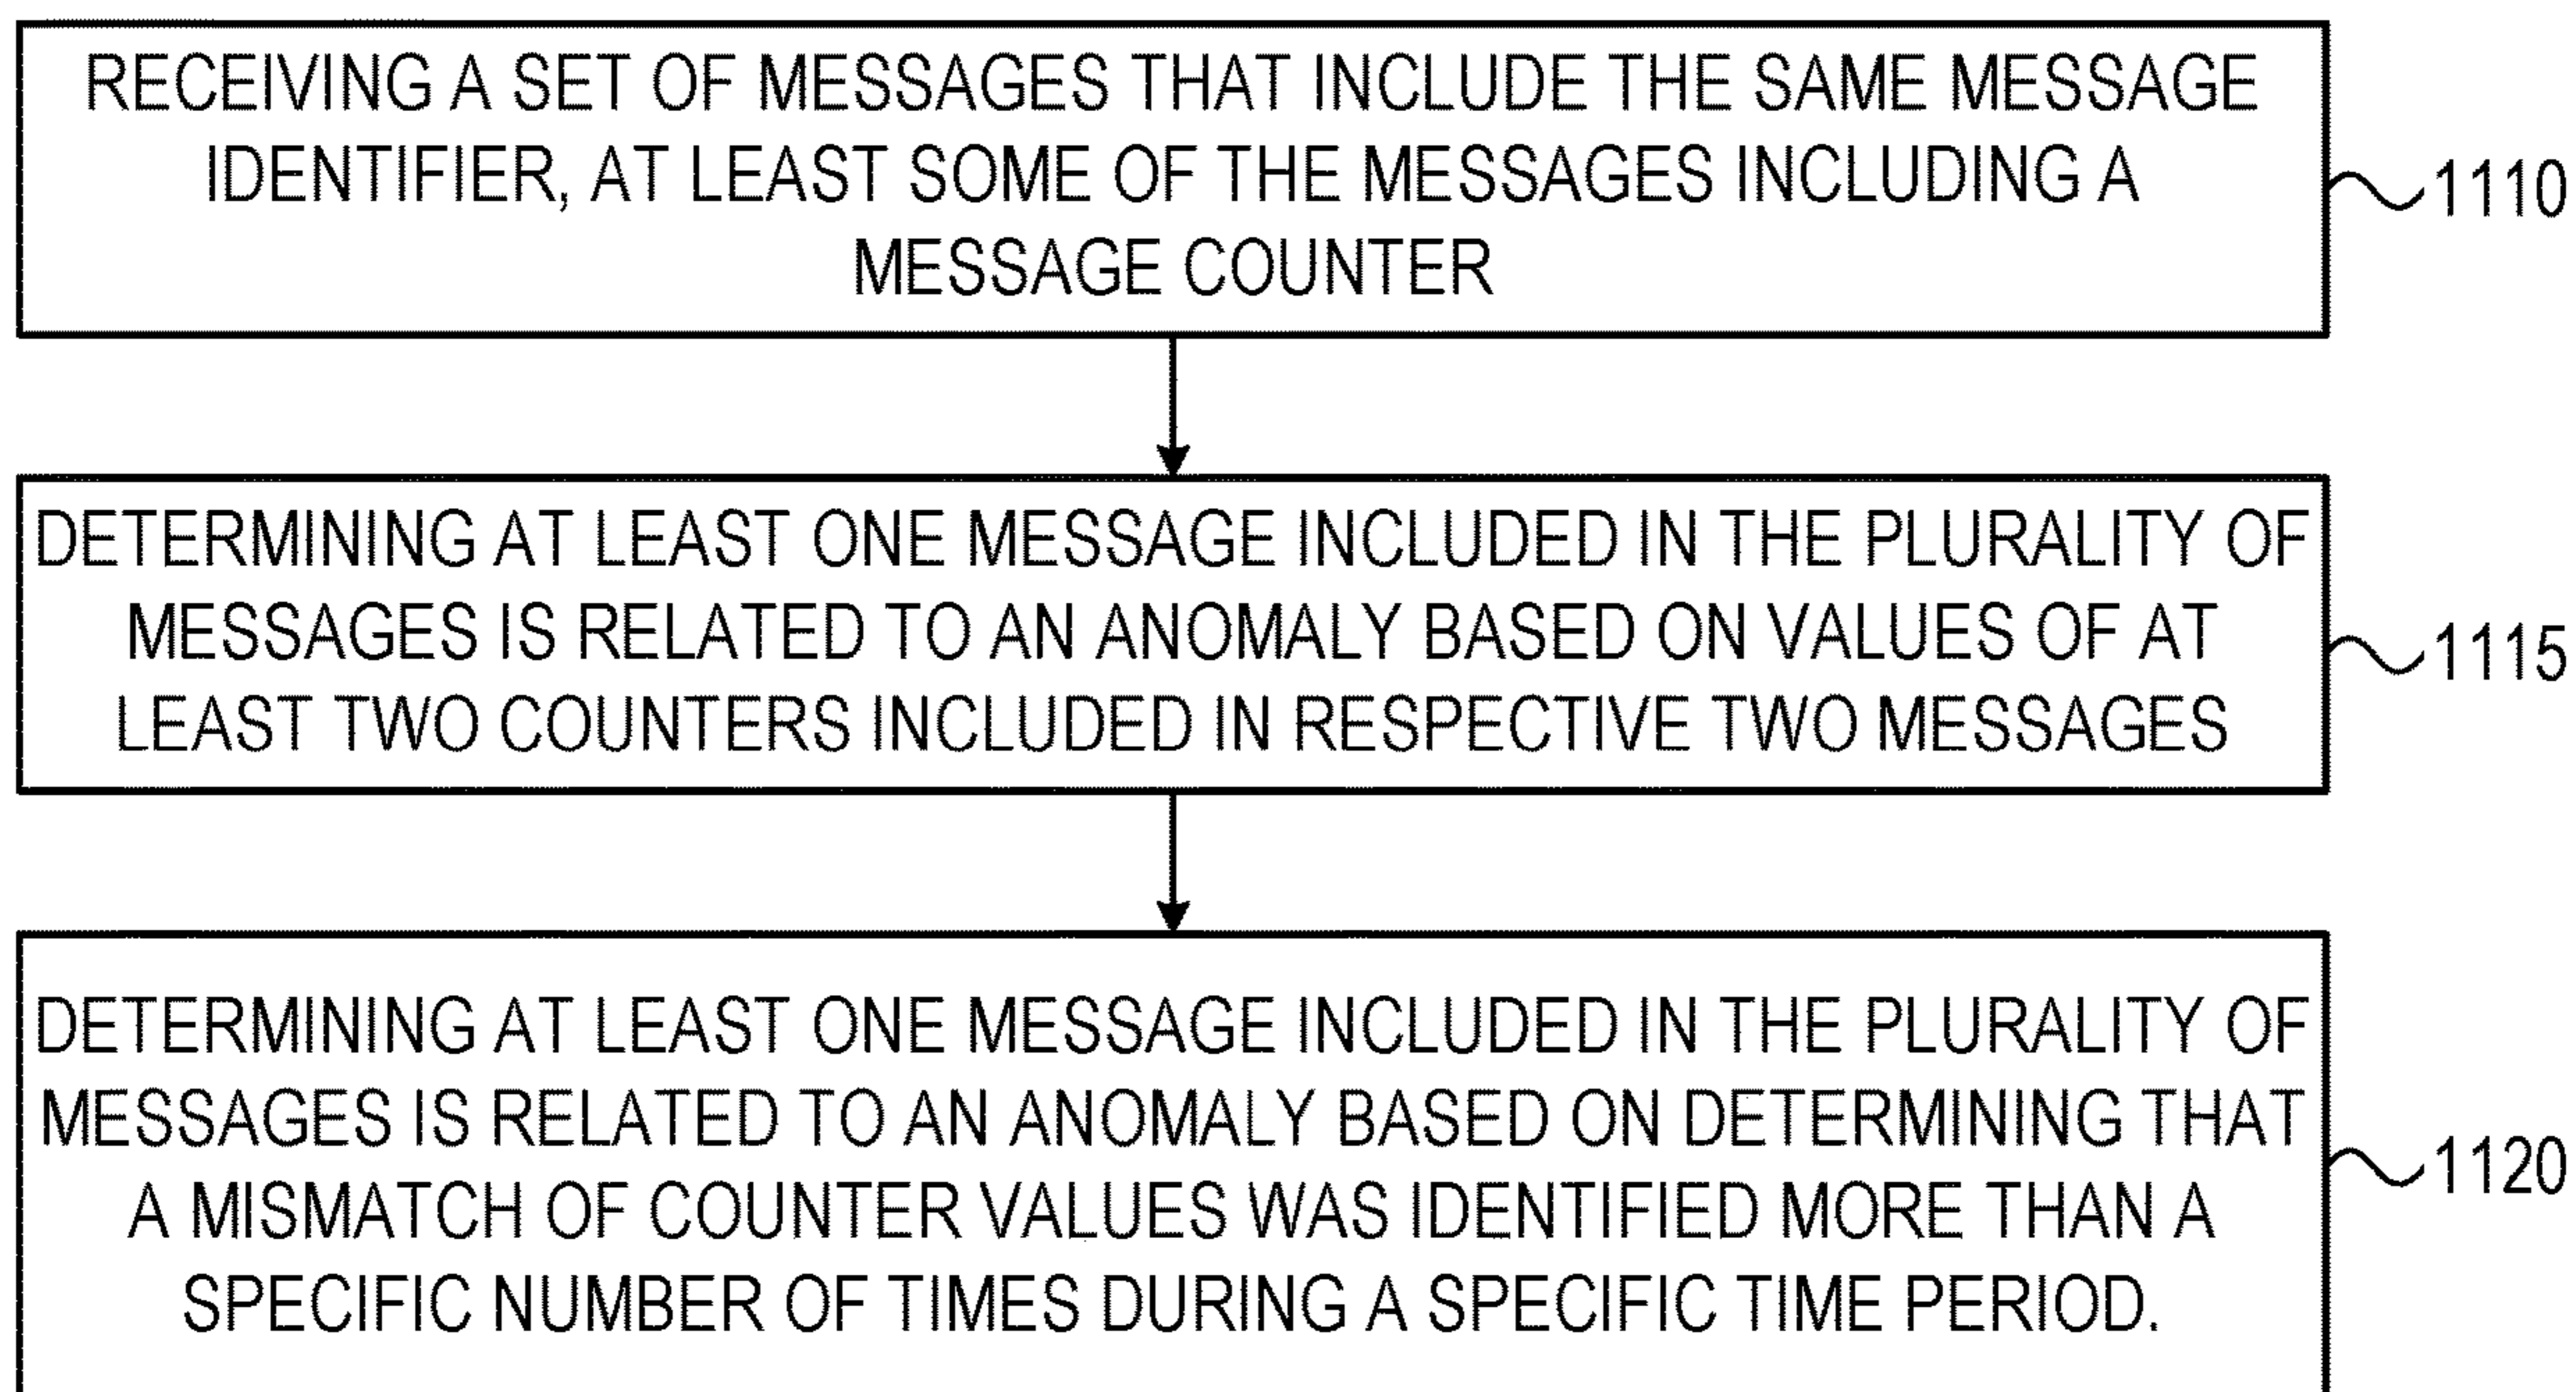 RECEIVING A SET OF MESSAGES THAT INCLUDE THE SAME MESSAGE
IDENTIFIER, AT LEAST SOME OF THE MESSAGES INCLUDING A
MESSAGE COUNTER
1110
DETERMINING AT LEAST ONE MESSAGE INCLUDED IN THE PLURALITY OF
MESSAGES IS RELATED TO AN ANOMALY BASED ON VALUES OF AT
LEAST TWO COUNTERS INCLUDED IN RESPECTIVE TWO MESSAGES
1115
DETERMINING AT LEAST ONE MESSAGE INCLUDED IN THE PLURALITY OF
MESSAGES IS RELATED TO AN ANOMALY BASED ON DETERMINING THAT
A MISMATCH OF COUNTER VALUES WAS IDENTIFIED MORE THAN A
SPECIFIC NUMBER OF TIMES DURING A SPECIFIC TIME PERIOD.
1120